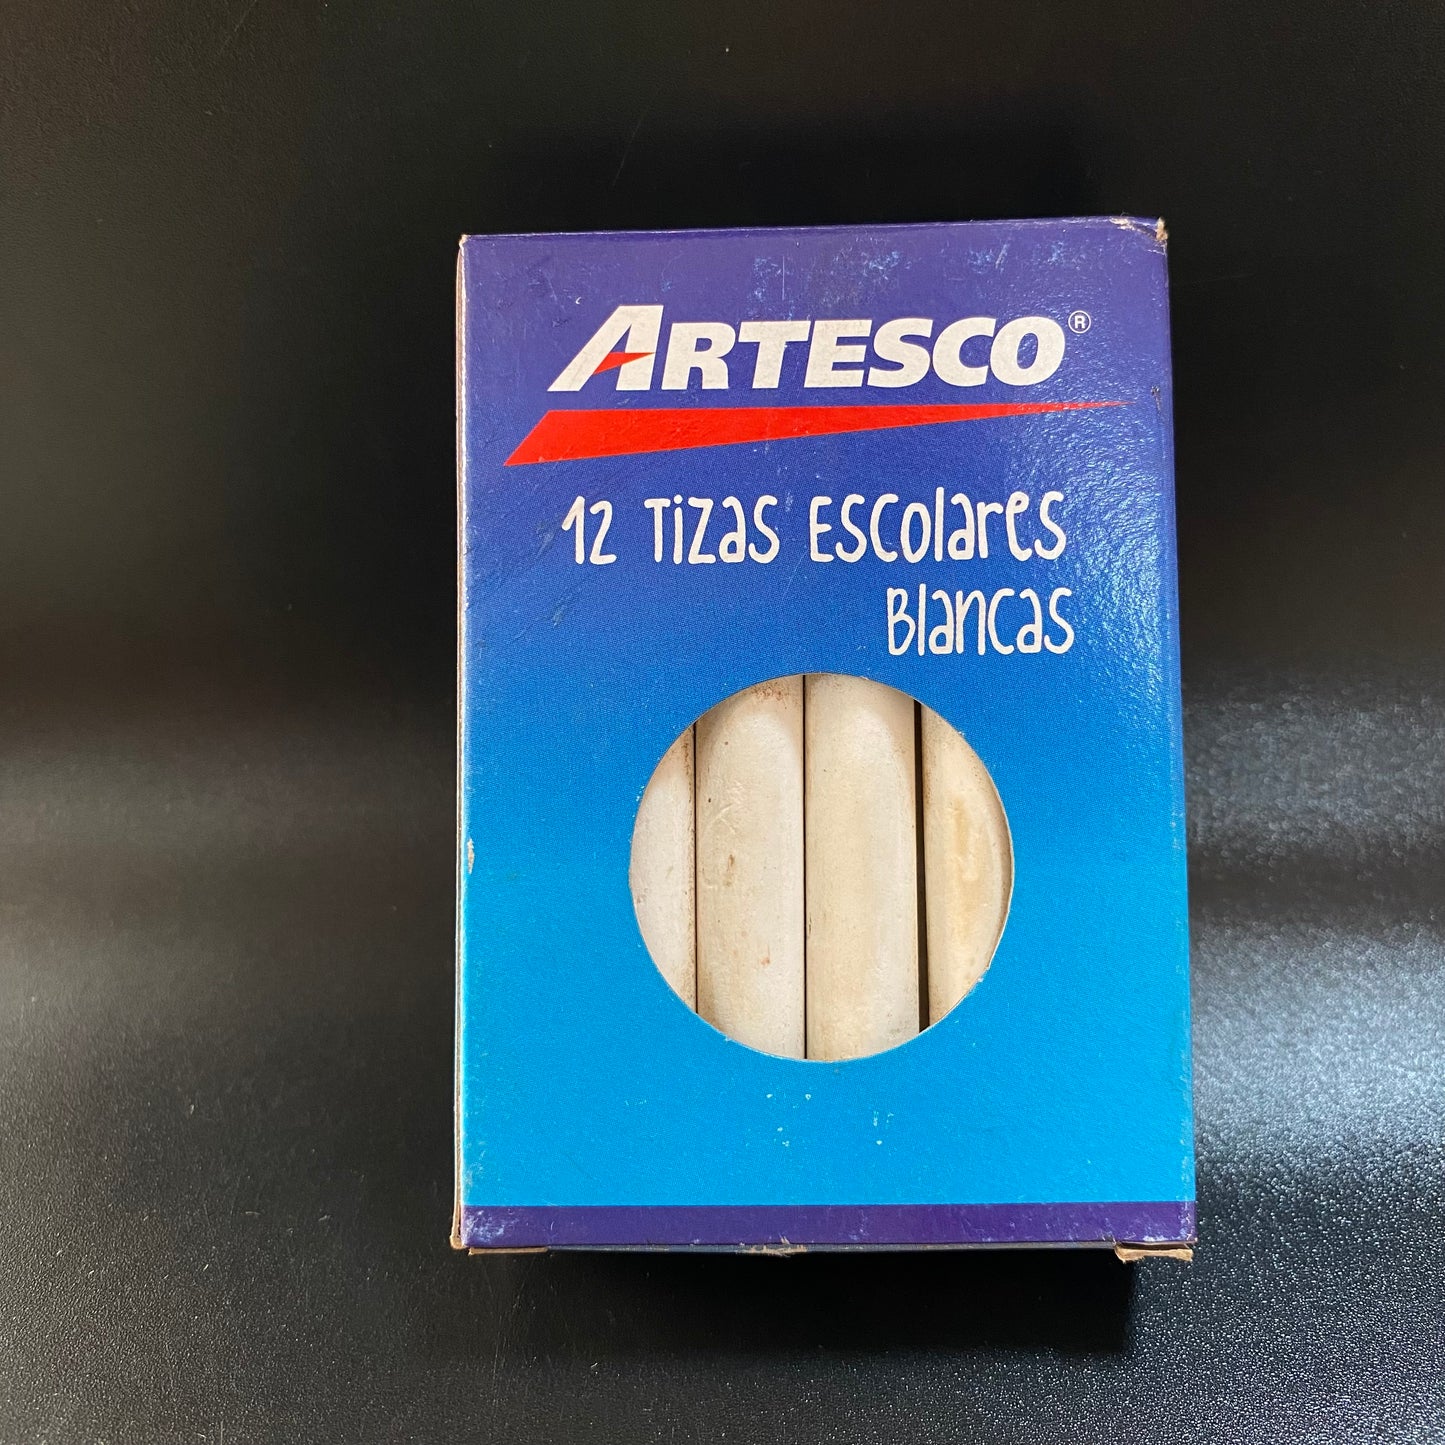 ARTESCO®
12 Tizas Escolares
Blancas